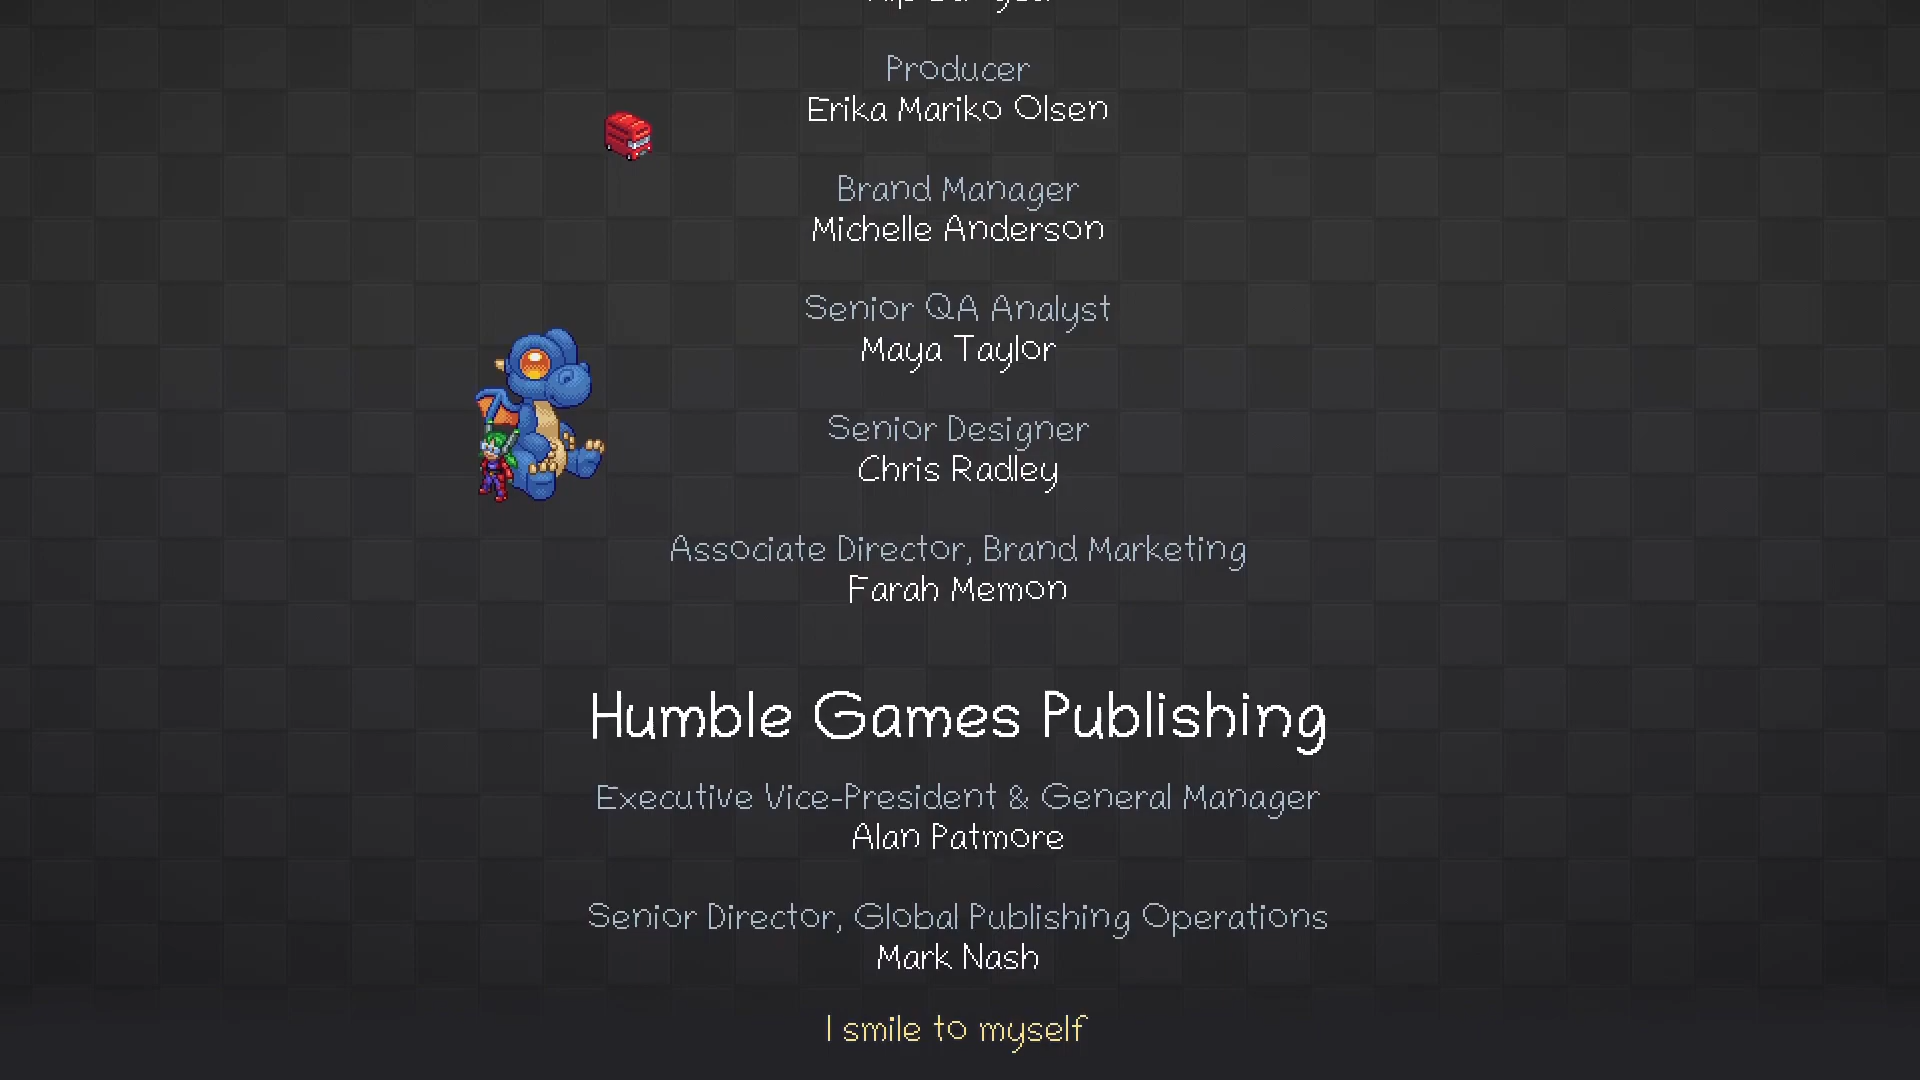 Producer
Erika Mariko Olsen
Brand Manager
Michelle Anderson
Senior QA Analyst
Maya Taylor
Senior Designer
Chris Radley
Associate Director, Brand Marketing
Farah Memon
Humble Games Publishing
Executive Vice-President & General Manager
Alan Patmore
Senior Director, Global Publishing Operations
Mark Nash
I smile to myself